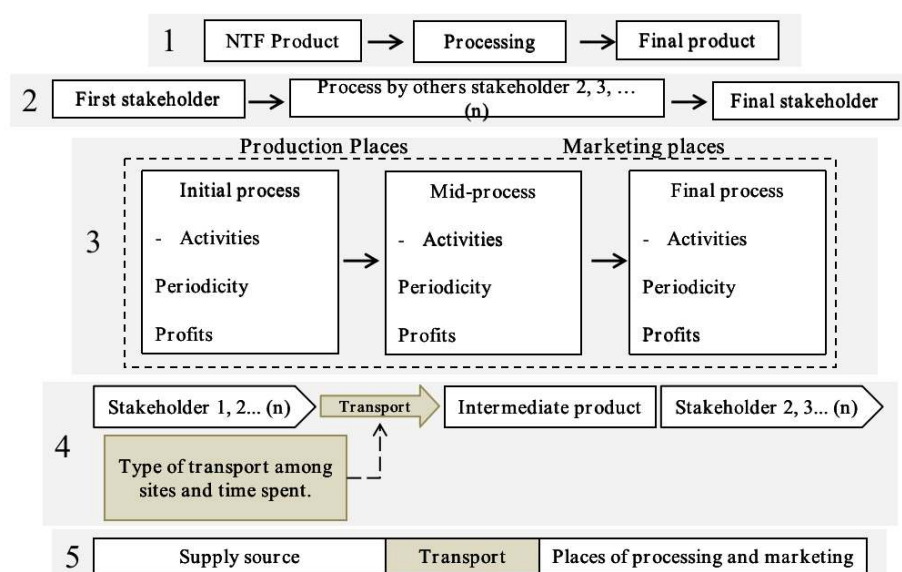 1
NTF Product
Processing
Final product
2
First stakeholder
Process by others stakeholder 2, 3, …
(n)
Final stakeholder
Production Places
Marketing places
3
Initial process
- Activities
Periodicity
Profits
Mid-process
- Activities
Periodicity
Profits
Final process
- Activities
Periodicity
Profits
4
Stakeholder 1, 2... (n)
Transport
Intermediate product
Stakeholder 2, 3... (n)
Type of transport among
sites and time spent.
5
Supply source
Transport
Places of processing and marketing